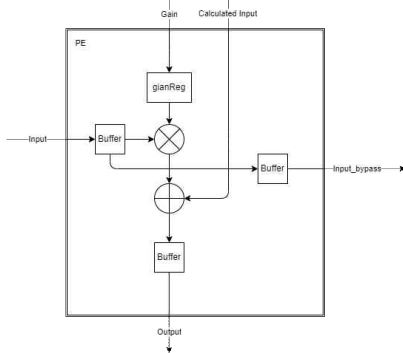 Gain
Calculated Input
PE
gianReg
Input
Buffer
Buffer
Input_bypass
Buffer
Output